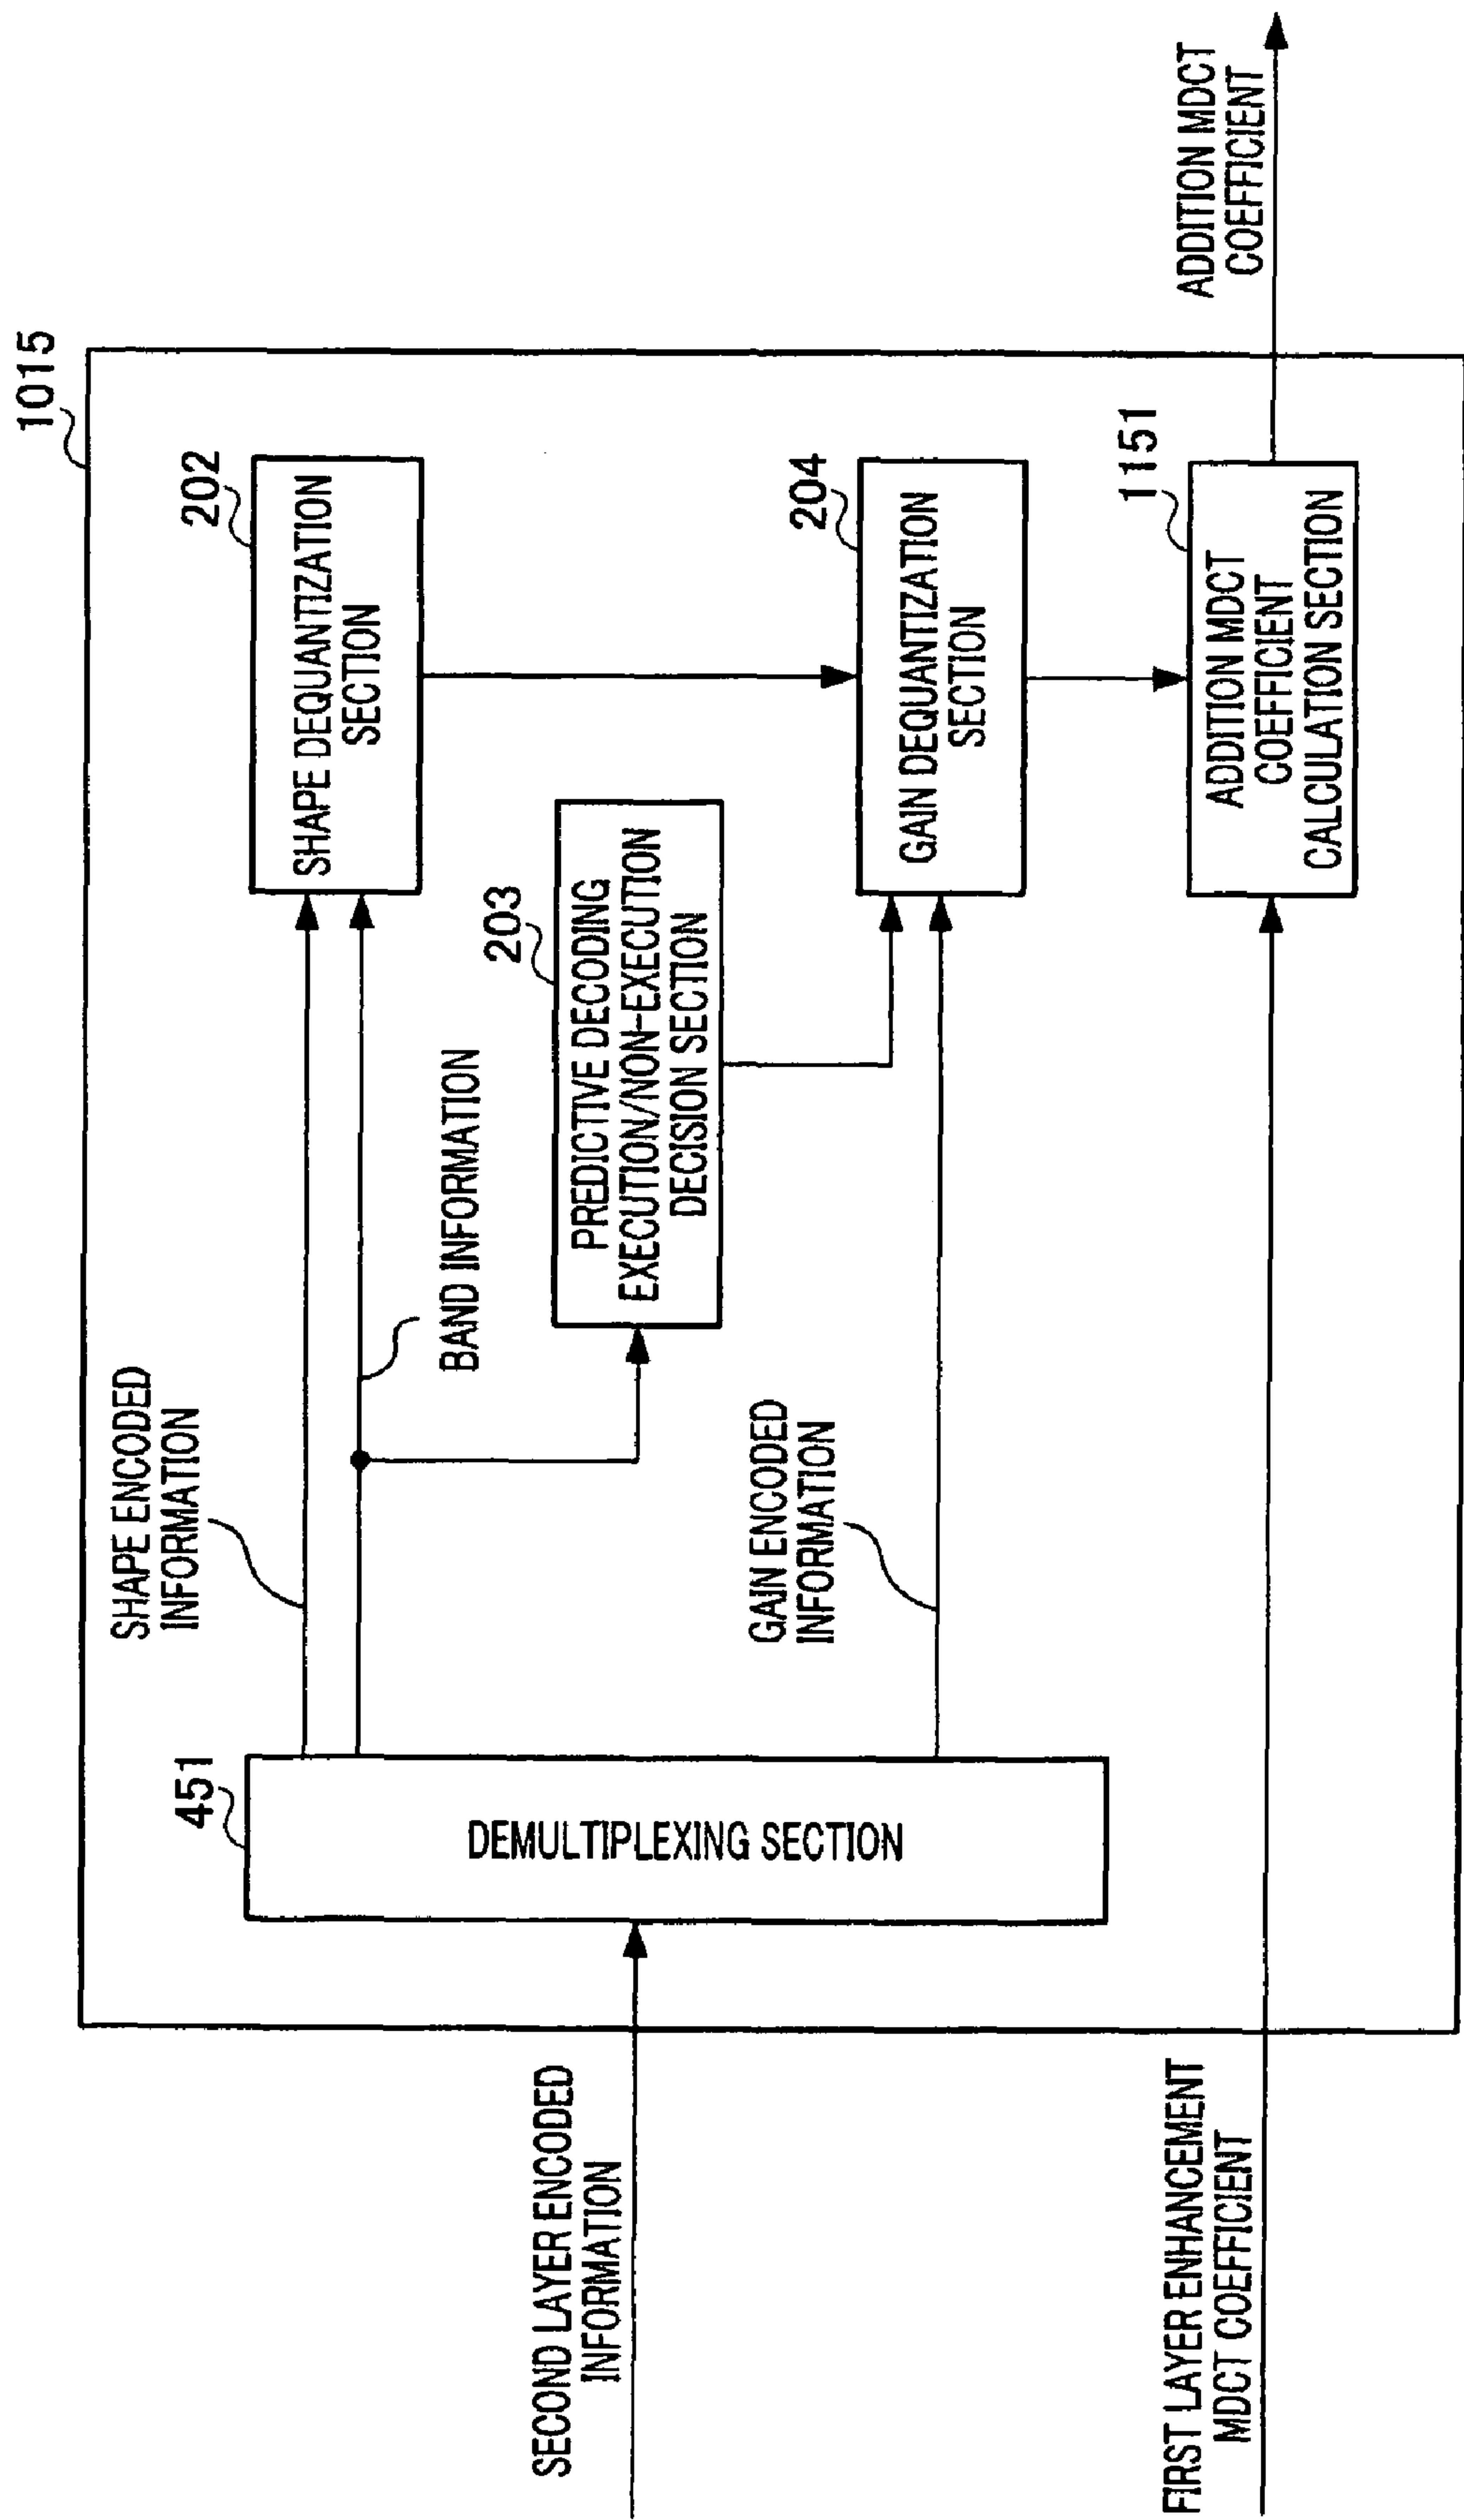 1015
202
SHAPE DEQUANTIZATION
SECTION
SHAPE ENCODED
INFORMATION
BAND INFORMATION
203
PREDICTIVE DECODING
EXECUTION/NON-EXECUTION
DECISION SECTION
451
DEMULTIPLEXING SECTION
SECOND LAYER ENCODED
INFORMATION
GAIN ENCODED
INFORMATION
204
GAIN DEQUANTIZATION
SECTION
1151
ADDITION MDCT
COEFFICIENT
CALCULATION SECTION
FIRST LAYER ENHANCEMENT
MDCT COEFFICIENT
ADDITION MDCT
COEFFICIENT